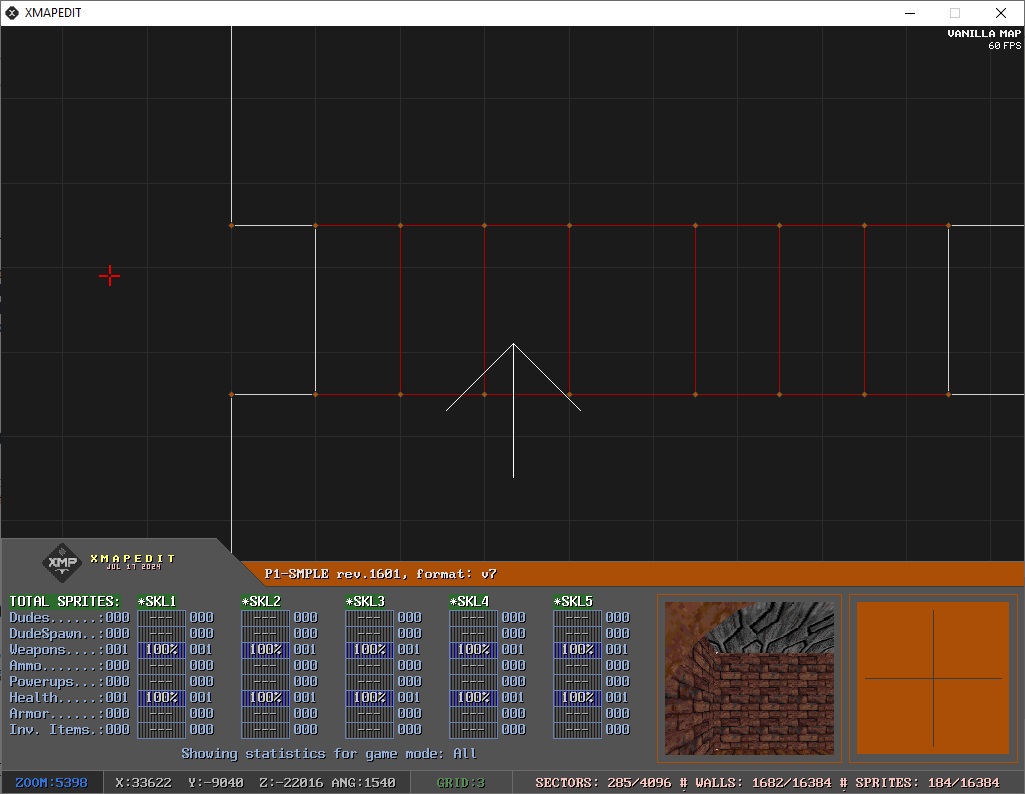 XMAPEDIT
VANILLA MAP
60 FPS
XMP XMAPEDIT
JUL 17 2024
P1-SMPLE rev.1601, format: v7
TOTAL SPRITES: *SKL1 *SKL2 *SKL3 *SKL4 *SKL5
Dudes......:000 --- 000 --- 000 --- 000 --- 000 --- 000
DudeSpawn..:000 --- 000 --- 000 --- 000 --- 000 --- 000
Weapons....:001 100% 001 100% 001 100% 001 100% 001 100% 001
Ammo.......:000 --- 000 --- 000 --- 000 --- 000 --- 000
Powerups...:000 --- 000 --- 000 --- 000 --- 000 --- 000
Health.....:001 100% 001 100% 001 100% 001 100% 001 100% 001
Armor......:000 --- 000 --- 000 --- 000 --- 000 --- 000
Inv. Items.:000 --- 000 --- 000 --- 000 --- 000 --- 000
Showing statistics for game mode: All
ZOOM:5398 X:33622 Y:-9040 Z:-22016 ANG:1540 GRID:3 SECTORS: 285/4096 # WALLS: 1682/16384 # SPRITES: 184/16384